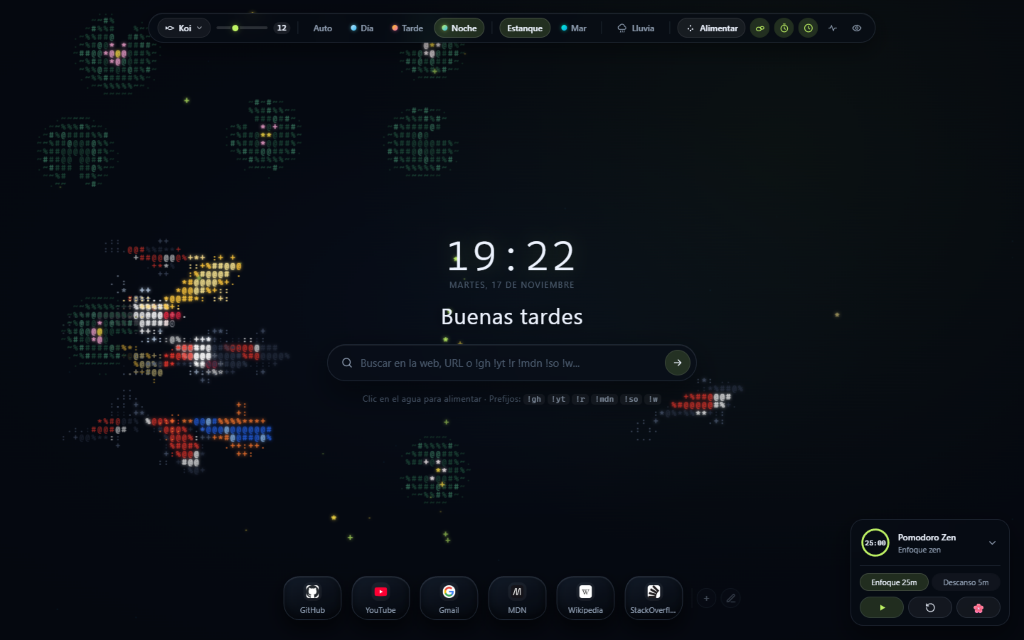 Koi 12 Auto Día Tarde Noche Estanque Mar Lluvia Alimentar
19:22
MARTES, 17 DE NOVIEMBRE
Buenas tardes
Buscar en la web, URL o !gh !yt !r !mdn !so !w...
Clic en el agua para alimentar · Prefijos: !gh !yt !r !mdn !so !w
25:00 Pomodoro Zen
Enfoque zen
Enfoque 25m Descanso 5m
GitHub YouTube Gmail MDN Wikipedia StackOverfl...